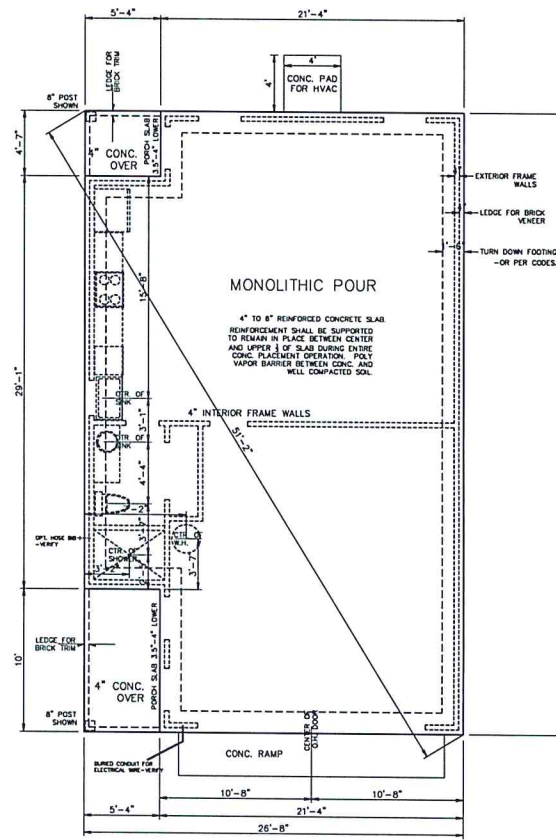 5'-4"
21'-4"
4'
4'
CONC. PAD
FOR HVAC
LEDGE FOR
BRICK TRIM
8" POST
SHOWN
4'-7"
4" CONC.
OVER
PORCH SLAB
3.5"-4" LOWER
EXTERIOR FRAME
WALLS
LEDGE FOR BRICK
VENEER
1'-6"
TURN DOWN FOOTING
-OR PER CODES.
29'-1"
15'-8"
MONOLITHIC POUR
4" TO 6" REINFORCED CONCRETE SLAB.
REINFORCEMENT SHALL BE SUPPORTED
TO REMAIN IN PLACE BETWEEN CENTER
AND UPPER OF SLAB DURING ENTIRE
CONC. PLACEMENT OPERATION. POLY
VAPOR BARRIER BETWEEN CONC. AND
WELL COMPACTED SOIL.
CTR. OF
SINK
3'-1"
4" INTERIOR FRAME WALLS
CTR. OF
SINK
51'-2"
4'-4"
OPT. HOSE BIB
-VERIFY
CTR. OF
W.H.
CTR. OF
SHOWER
3'-2"
3'-7"
10'
LEDGE FOR
BRICK TRIM
4" CONC.
OVER
PORCH SLAB 3.5"-4" LOWER
8" POST
SHOWN
BURIED CONDUIT FOR
ELECTRICAL WIRE-VERIFY
CONC. RAMP
CENTER OF
O.H. DOOR
10'-8"
10'-8"
5'-4"
21'-4"
26'-8"